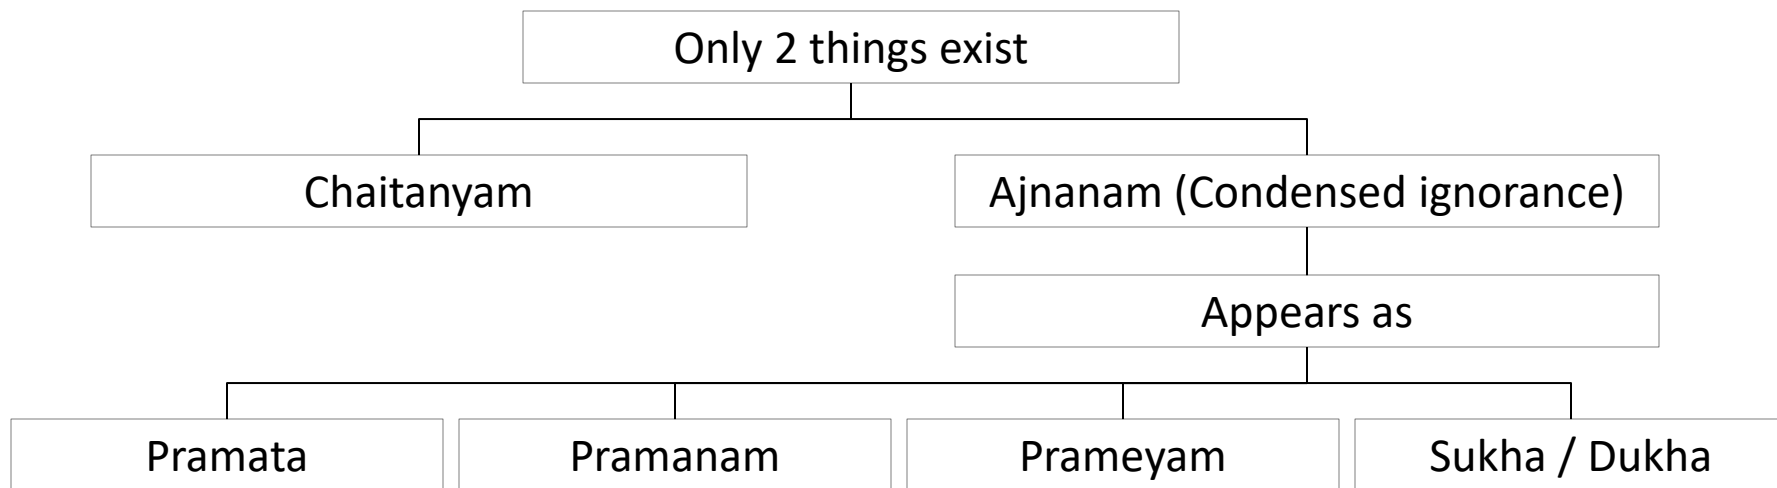 Only 2 things exist
Chaitanyam
Ajnanam (Condensed ignorance)
Appears as
Pramata
Pramanam
Prameyam
Sukha / Dukha